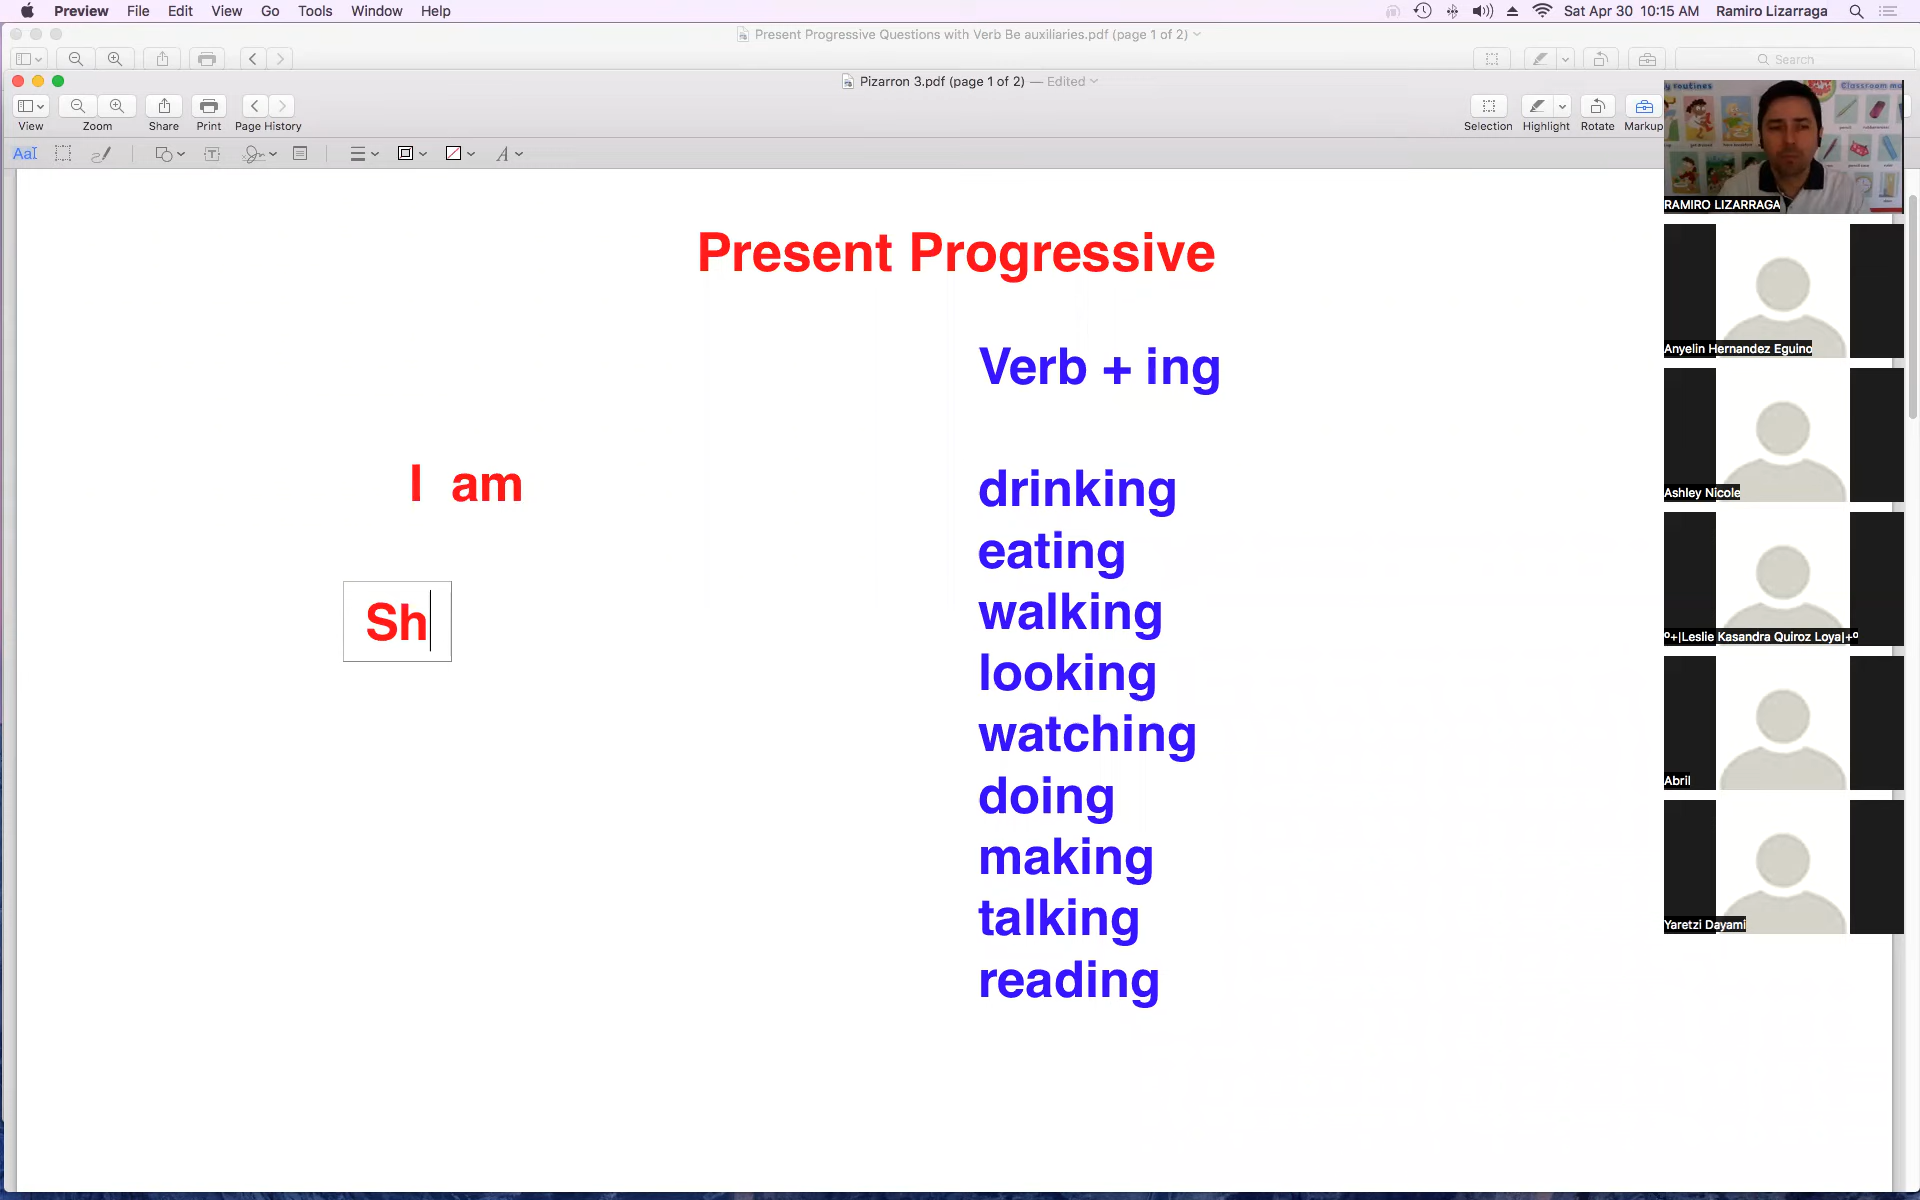 Preview File Edit View Go Tools Window Help Sat Apr 30 10:15 AM Ramiro Lizarraga
Present Progressive Questions with Verb Be auxiliaries.pdf (page 1 of 2)
Search
Pizarron 3.pdf (page 1 of 2) — Edited
View Zoom Share Print Page History Selection Highlight Rotate Markup
AaI T A
Present Progressive
Verb + ing
I am
drinking
eating
Sh
walking
looking
watching
doing
making
talking
reading
Classroom
RAMIRO LIZARRAGA
Anyelin Hernandez Eguino
Ashley Nicole
º+|Leslie Kasandra Quiroz Loya|+º
Abril
Yaretzi Dayami